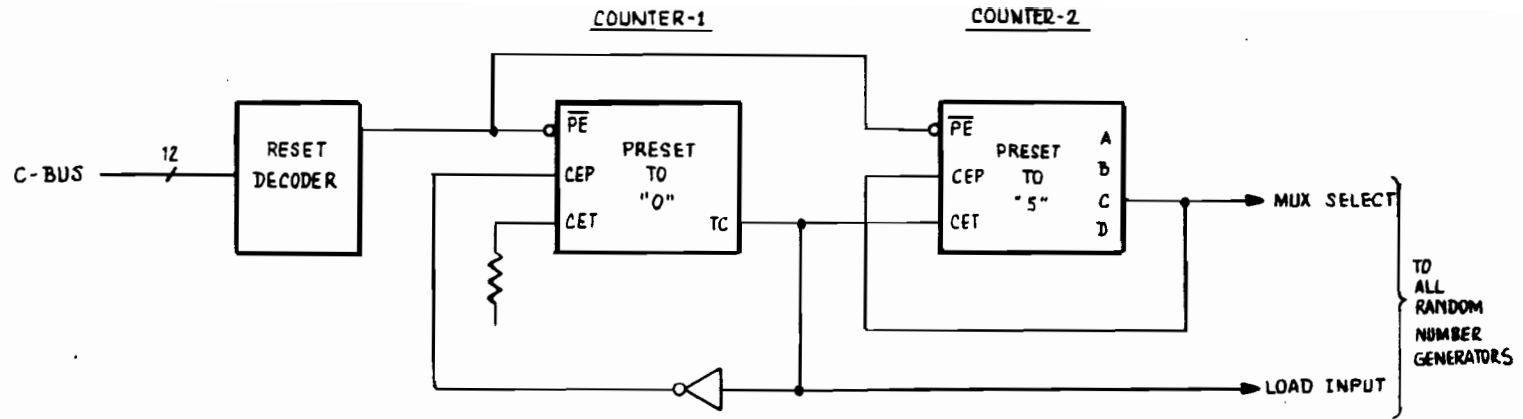 COUNTER-1
COUNTER-2
C-BUS
12
RESET
DECODER
PE
CEP
CET
PRESET
TO
"0"
TC
PE
CEP
CET
PRESET
TO
"5"
A
B
C
D
MUX SELECT
LOAD INPUT
TO
ALL
RANDOM
NUMBER
GENERATORS